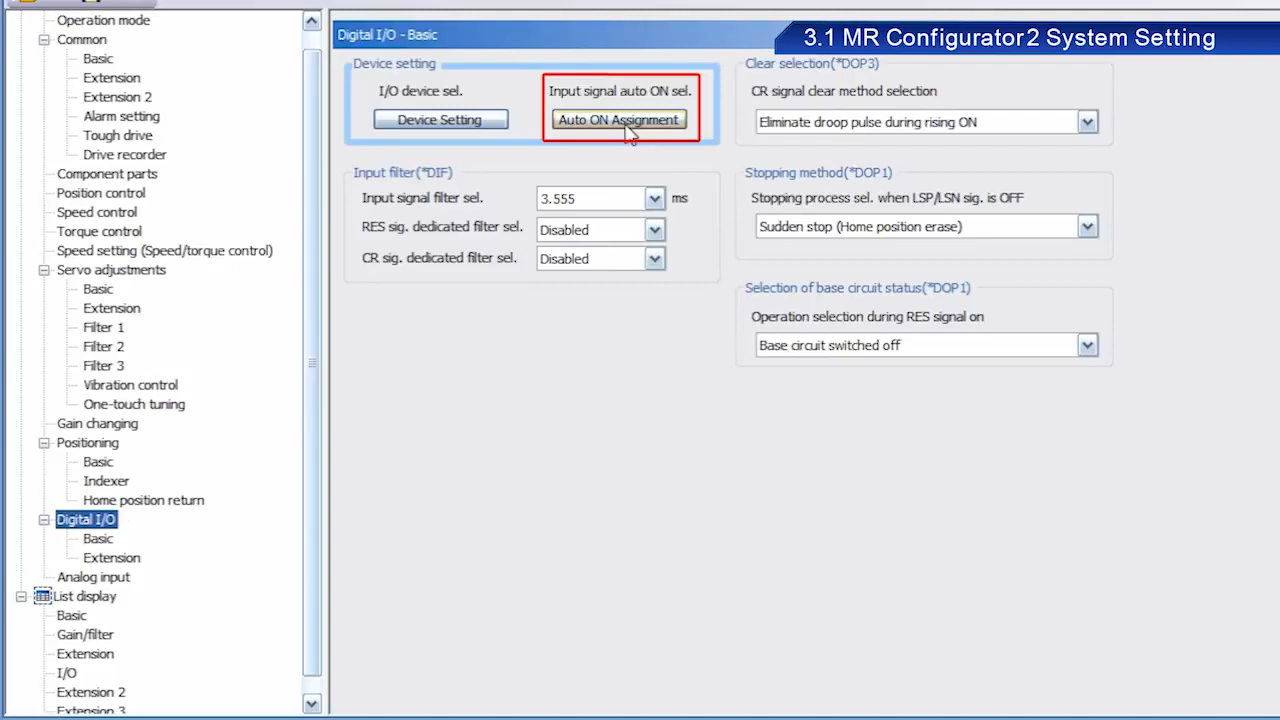 3.1 MR Configurator2 System Setting
Operation mode
Common
Basic
Extension
Extension 2
Alarm setting
Tough drive
Drive recorder
Component parts
Position control
Speed control
Torque control
Speed setting (Speed/torque control)
Servo adjustments
Basic
Extension
Filter 1
Filter 2
Filter 3
Vibration control
One-touch tuning
Gain changing
Positioning
Basic
Indexer
Home position return
Digital I/O
Basic
Extension
Analog input
List display
Basic
Gain/filter
Extension
I/O
Extension 2
Extension 3
Digital I/O - Basic
Device setting
I/O device sel.
Device Setting
Input signal auto ON sel.
Auto ON Assignment
Input filter(*DIF)
Input signal filter sel. 3.555 ms
RES sig. dedicated filter sel. Disabled
CR sig. dedicated filter sel. Disabled
Clear selection(*DOP3)
CR signal clear method selection
Eliminate droop pulse during rising ON
Stopping method(*DOP1)
Stopping process sel. when LSP/LSN sig. is OFF
Sudden stop (Home position erase)
Selection of base circuit status(*DOP1)
Operation selection during RES signal on
Base circuit switched off